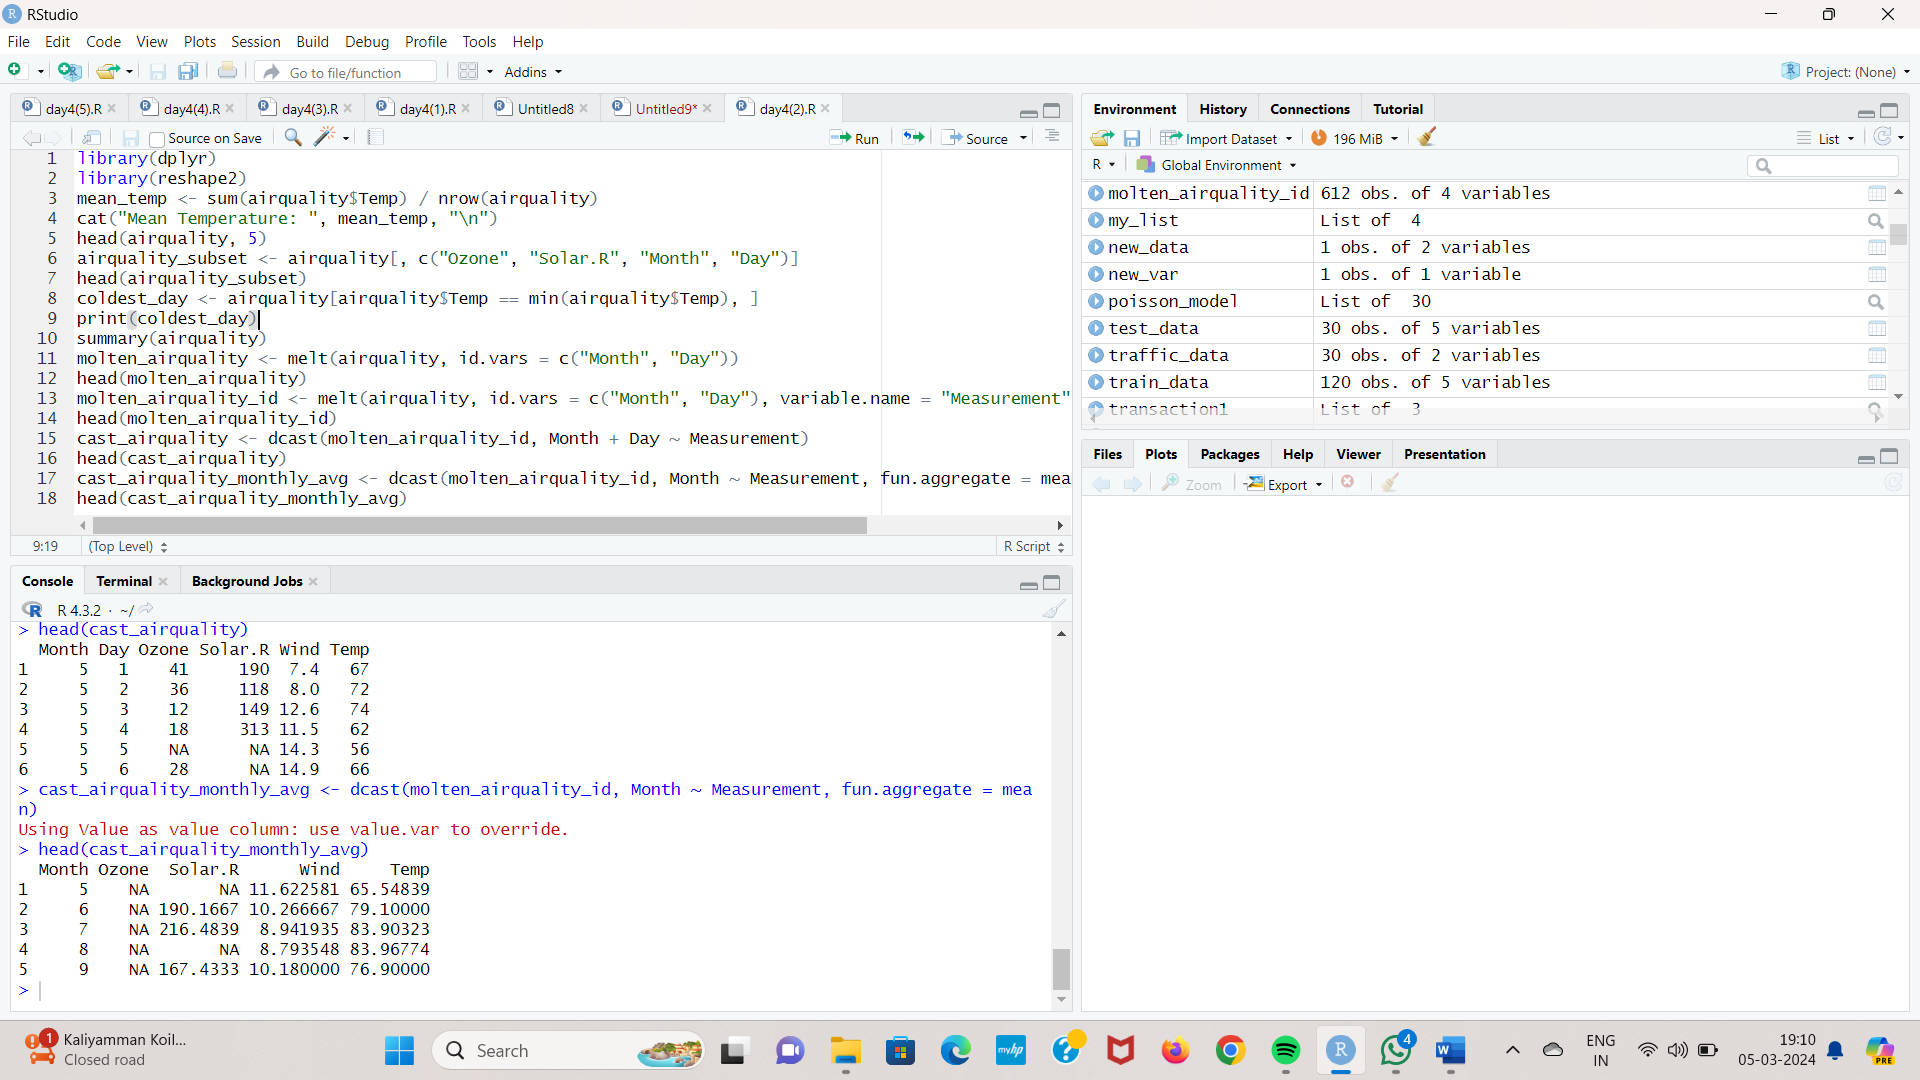 RStudio
File Edit Code View Plots Session Build Debug Profile Tools Help
Go to file/function Addins Project: (None)
day4(5).R day4(4).R day4(3).R day4(1).R Untitled8 Untitled9* day4(2).R
Source on Save Run Source
1 library(dplyr)
2 library(reshape2)
3 mean_temp <- sum(airquality$Temp) / nrow(airquality)
4 cat("Mean Temperature: ", mean_temp, "\n")
5 head(airquality, 5)
6 airquality_subset <- airquality[, c("Ozone", "Solar.R", "Month", "Day")]
7 head(airquality_subset)
8 coldest_day <- airquality[airquality$Temp == min(airquality$Temp), ]
9 print(coldest_day)
10 summary(airquality)
11 molten_airquality <- melt(airquality, id.vars = c("Month", "Day"))
12 head(molten_airquality)
13 molten_airquality_id <- melt(airquality, id.vars = c("Month", "Day"), variable.name = "Measurement"
14 head(molten_airquality_id)
15 cast_airquality <- dcast(molten_airquality_id, Month + Day ~ Measurement)
16 head(cast_airquality)
17 cast_airquality_monthly_avg <- dcast(molten_airquality_id, Month ~ Measurement, fun.aggregate = mea
18 head(cast_airquality_monthly_avg)
9:19 (Top Level) R Script
Console Terminal Background Jobs
R 4.3.2 · ~/
> head(cast_airquality)
Month Day Ozone Solar.R Wind Temp
1 5 1 41 190 7.4 67
2 5 2 36 118 8.0 72
3 5 3 12 149 12.6 74
4 5 4 18 313 11.5 62
5 5 5 NA NA 14.3 56
6 5 6 28 NA 14.9 66
> cast_airquality_monthly_avg <- dcast(molten_airquality_id, Month ~ Measurement, fun.aggregate = mea
n)
Using Value as value column: use value.var to override.
> head(cast_airquality_monthly_avg)
Month Ozone Solar.R Wind Temp
1 5 NA NA 11.622581 65.54839
2 6 NA 190.1667 10.266667 79.10000
3 7 NA 216.4839 8.941935 83.90323
4 8 NA NA 8.793548 83.96774
5 9 NA 167.4333 10.180000 76.90000
>
Environment History Connections Tutorial
Import Dataset 196 MiB List
R Global Environment
molten_airquality_id 612 obs. of 4 variables
my_list List of 4
new_data 1 obs. of 2 variables
new_var 1 obs. of 1 variable
poisson_model List of 30
test_data 30 obs. of 5 variables
traffic_data 30 obs. of 2 variables
train_data 120 obs. of 5 variables
transaction1 List of 3
Files Plots Packages Help Viewer Presentation
Zoom Export
1 Kaliyamman Koil...
Closed road
Search
myhp
4
ENG
IN
19:10
05-03-2024
PRE